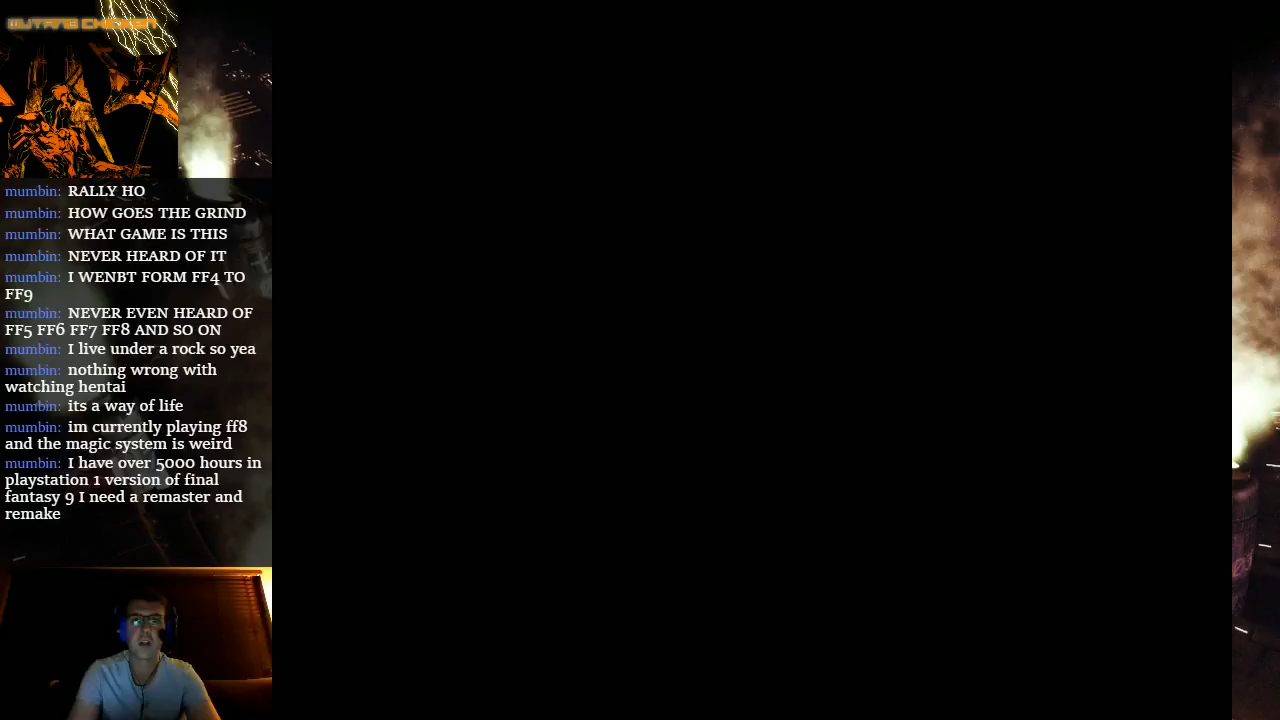 WUTANG CHICKEN
mumbin: RALLY HO
mumbin: HOW GOES THE GRIND
mumbin: WHAT GAME IS THIS
mumbin: NEVER HEARD OF IT
mumbin: I WENBT FORM FF4 TO
FF9
mumbin: NEVER EVEN HEARD OF
FF5 FF6 FF7 FF8 AND SO ON
mumbin: I live under a rock so yea
mumbin: nothing wrong with
watching hentai
mumbin: its a way of life
mumbin: im currently playing ff8
and the magic system is weird
mumbin: I have over 5000 hours in
playstation 1 version of final
fantasy 9 I need a remaster and
remake